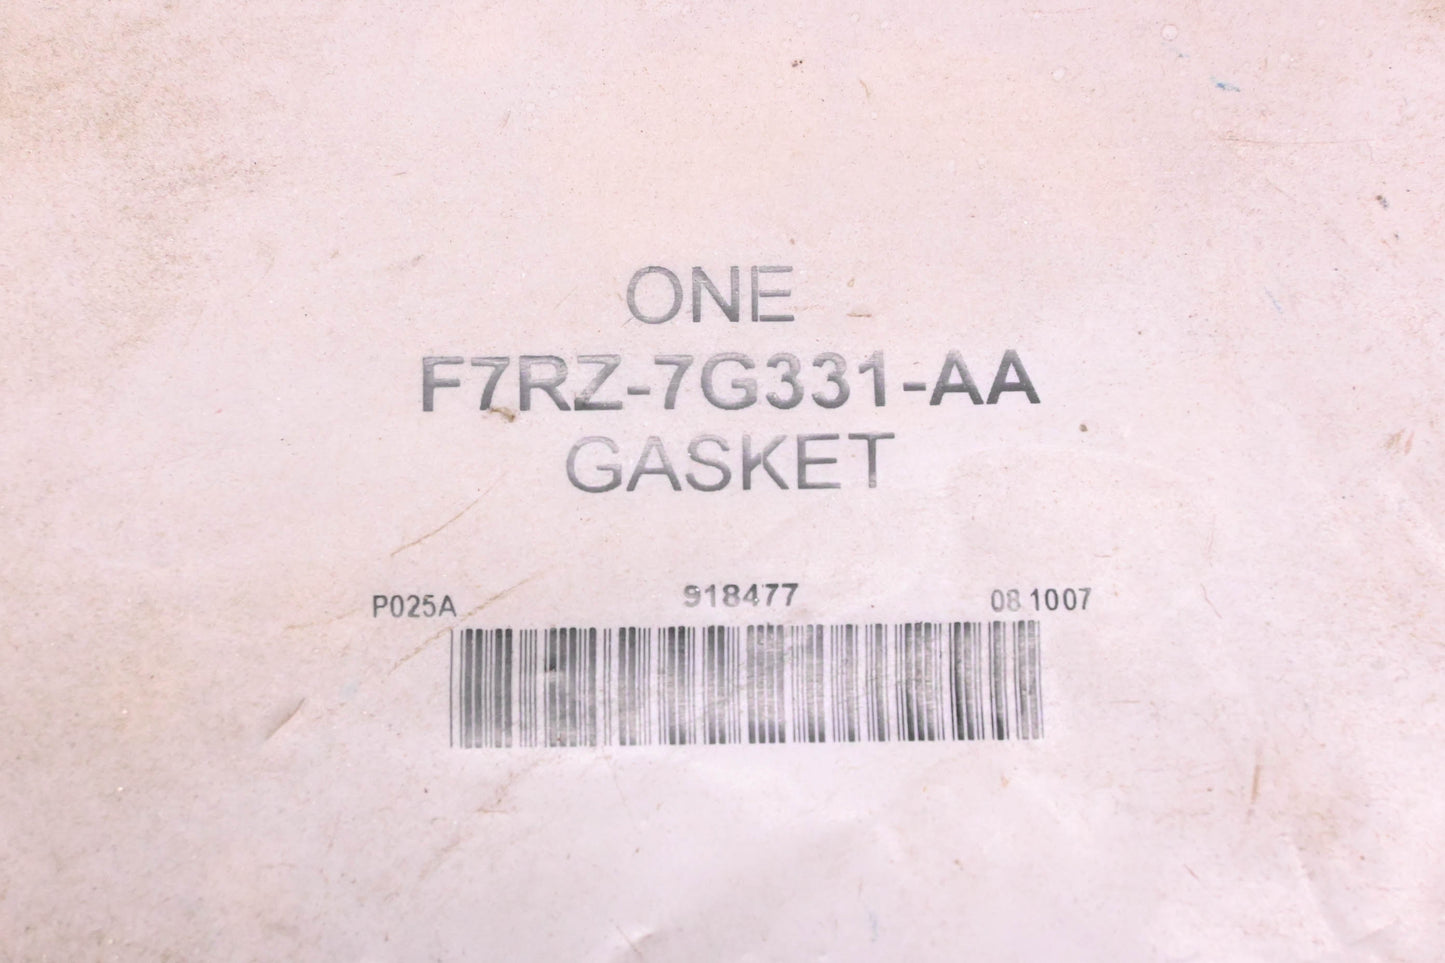 ONE
F7RZ-7G331-AA
GASKET
P025A 918477 08 1007